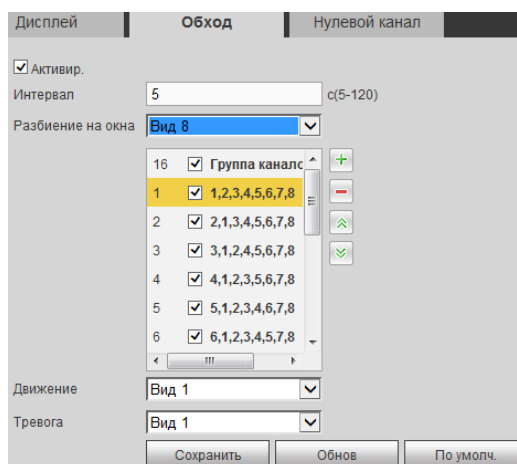 Дисплей Обход Нулевой канал
Активир.
Интервал 5 с(5-120)
Разбиение на окна Вид 8
16 Группа канало
1 1,2,3,4,5,6,7,8
2 2,1,3,4,5,6,7,8
3 3,1,2,4,5,6,7,8
4 4,1,2,3,5,6,7,8
5 5,1,2,3,4,6,7,8
6 6,1,2,3,4,5,7,8
Движение Вид 1
Тревога Вид 1
Сохранить Обнов По умолч.